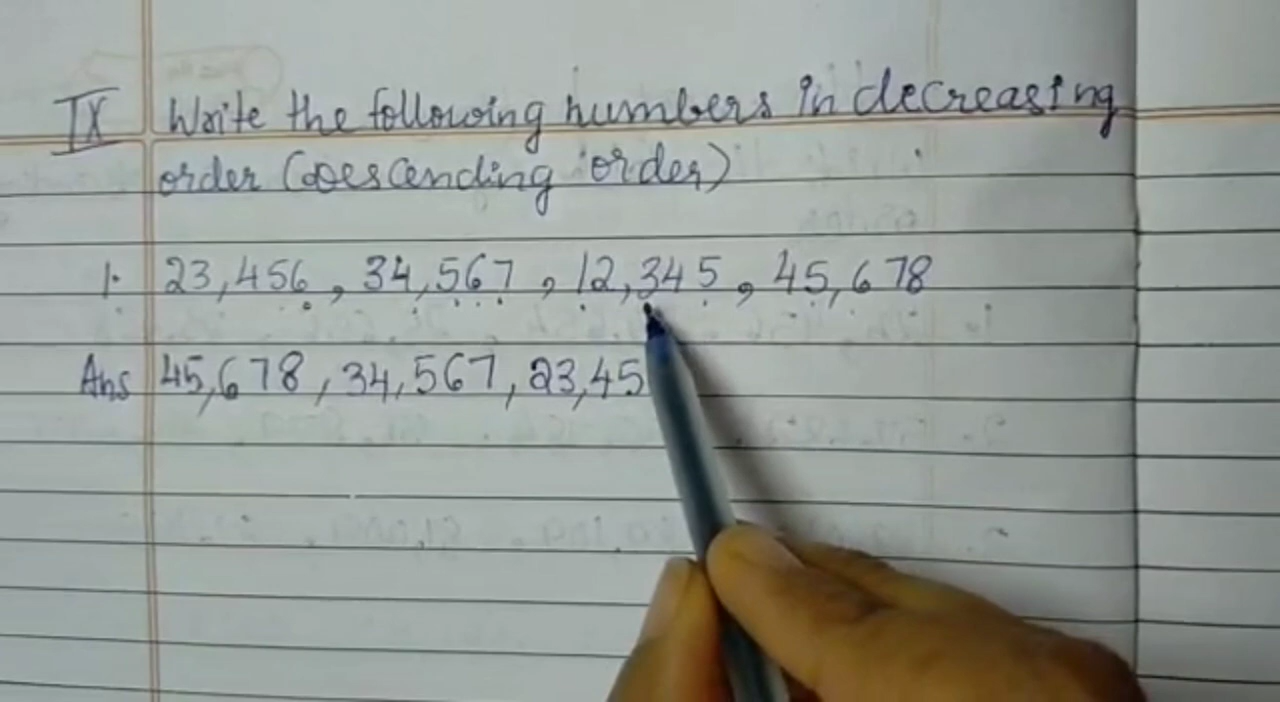 IX Write the following numbers in decreasing
order (Descending order)
1. 23,456, 34,567, 12,345, 45,678
Ans 45,678, 34,567, 23,45